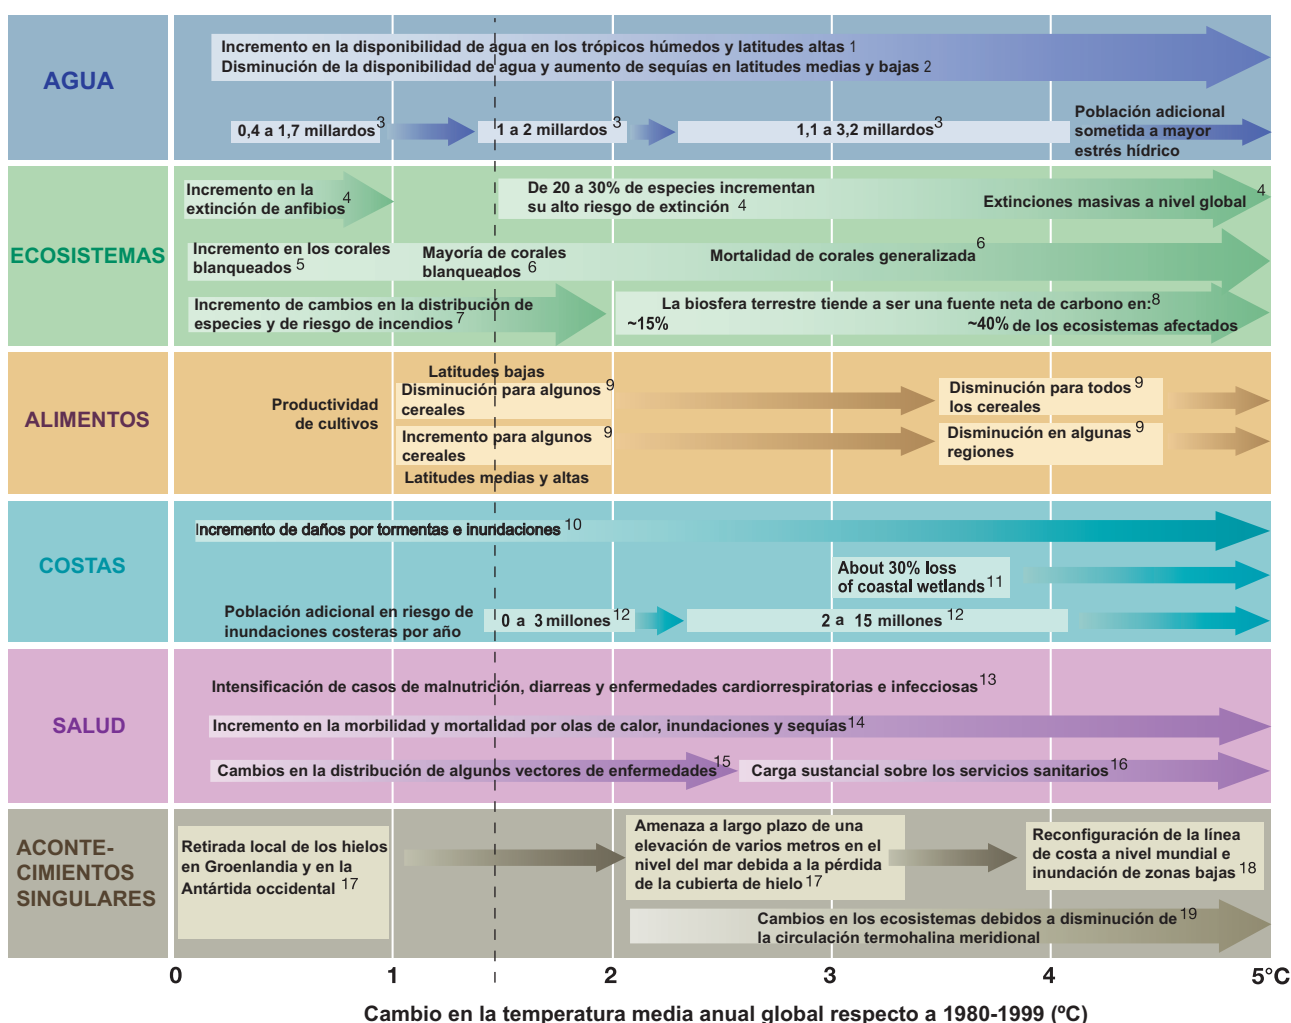 AGUA
Incremento en la disponibilidad de agua en los trópicos húmedos y latitudes altas 1
Disminución de la disponibilidad de agua y aumento de sequías en latitudes medias y bajas 2
0,4 a 1,7 millardos 3
1 a 2 millardos 3
1,1 a 3,2 millardos 3
Población adicional
sometida a mayor
estrés hídrico
ECOSISTEMAS
Incremento en la
extinción de anfibios 4
De 20 a 30% de especies incrementan
su alto riesgo de extinción 4
Extinciones masivas a nivel global 4
Incremento en los corales
blanqueados 5
Mayoría de corales
blanqueados 6
Mortalidad de corales generalizada 6
Incremento de cambios en la distribución de
especies y de riesgo de incendios 7
La biosfera terrestre tiende a ser una fuente neta de carbono en: 8
~15%
~40% de los ecosistemas afectados
ALIMENTOS
Productividad
de cultivos
Latitudes bajas
Disminución para algunos 9
cereales
Disminución para todos 9
los cereales
Incremento para algunos
cereales 9
Disminución en algunas 9
regiones
Latitudes medias y altas
COSTAS
Incremento de daños por tormentas e inundaciones 10
About 30% loss
of coastal wetlands 11
Población adicional en riesgo de
inundaciones costeras por año
0 a 3 millones 12
2 a 15 millones 12
SALUD
Intensificación de casos de malnutrición, diarreas y enfermedades cardiorrespiratorias e infecciosas 13
Incremento en la morbilidad y mortalidad por olas de calor, inundaciones y sequías 14
Cambios en la distribución de algunos vectores de enfermedades 15
Carga sustancial sobre los servicios sanitarios 16
ACONTE-
CIMIENTOS
SINGULARES
Retirada local de los hielos
en Groenlandia y en la
Antártida occidental 17
Amenaza a largo plazo de una
elevación de varios metros en el
nivel del mar debida a la pérdida
de la cubierta de hielo 17
Reconfiguración de la línea
de costa a nivel mundial e
inundación de zonas bajas 18
Cambios en los ecosistemas debidos a disminución de 19
la circulación termohalina meridional
0 1 2 3 4 5°C
Cambio en la temperatura media anual global respecto a 1980-1999 (ºC)